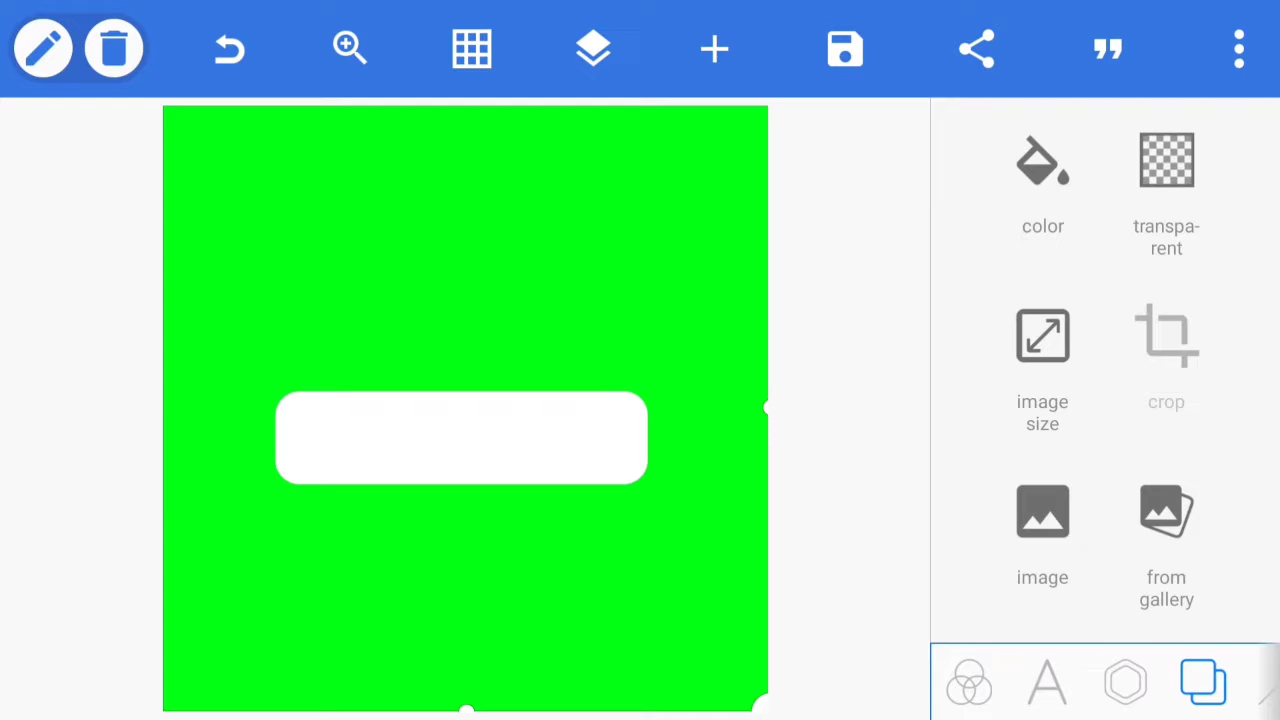 color
transpa-
rent
image
size
crop
image
from
gallery